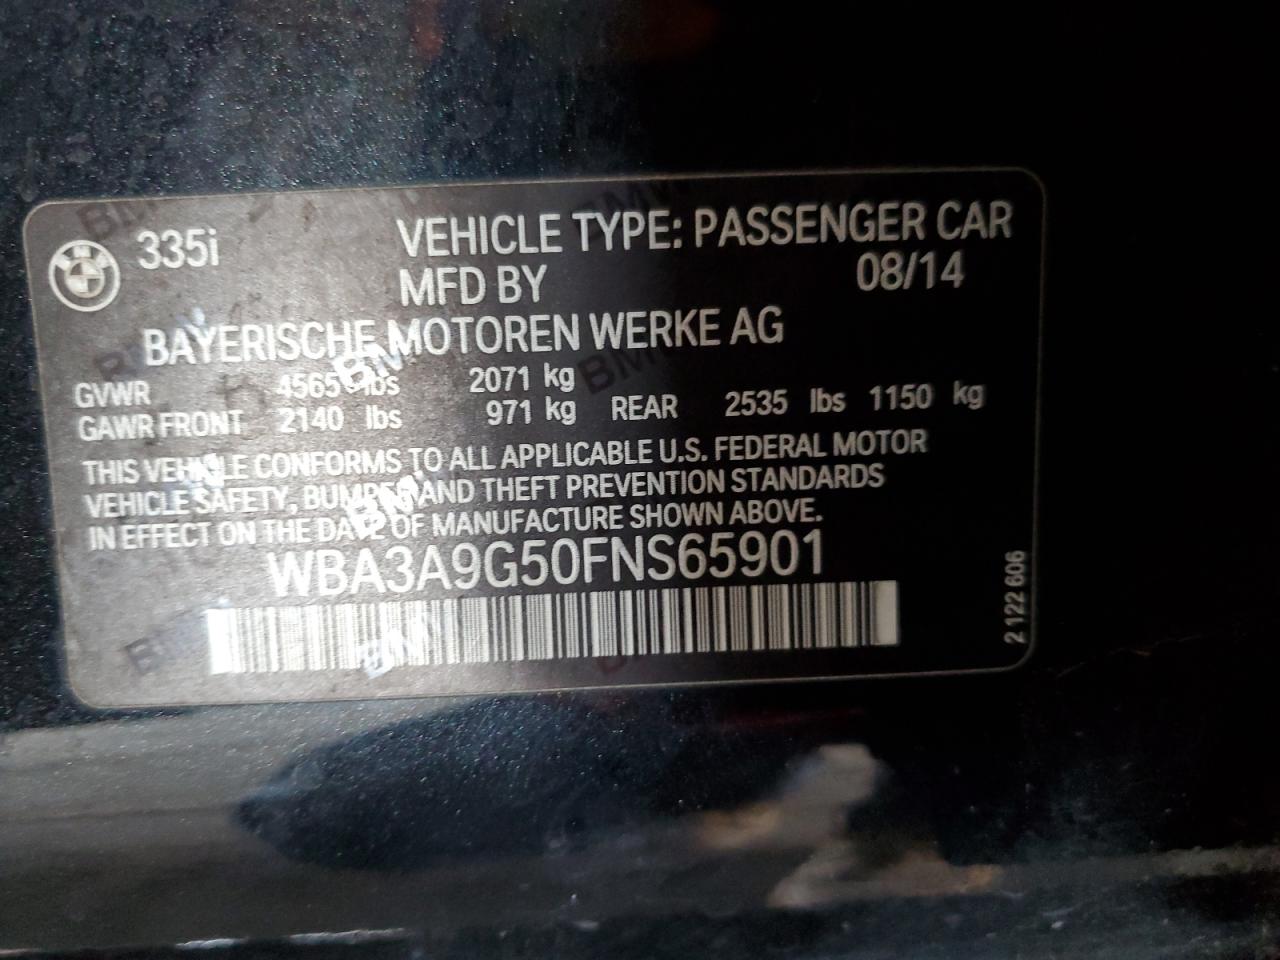 335i VEHICLE TYPE: PASSENGER CAR
MFD BY 08/14
BAYERISCHE MOTOREN WERKE AG
GVWR 4565 lbs 2071 kg
GAWR FRONT 2140 lbs 971 kg REAR 2535 lbs 1150 kg
THIS VEHICLE CONFORMS TO ALL APPLICABLE U.S. FEDERAL MOTOR
VEHICLE SAFETY, BUMPER AND THEFT PREVENTION STANDARDS
IN EFFECT ON THE DATE OF MANUFACTURE SHOWN ABOVE.
WBA3A9G50FNS65901
2 122 606